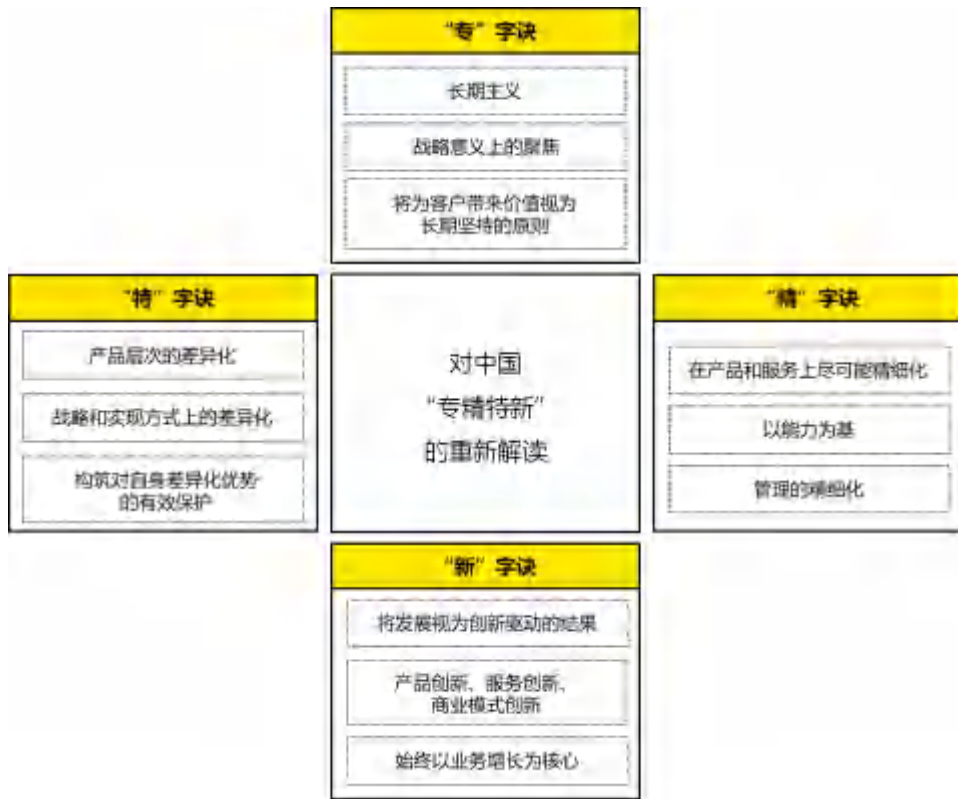 “专”字诀
长期主义
战略意义上的聚焦
将为客户带来价值视为
长期坚持的原则
“特”字诀
产品层次的差异化
战略和实现方式上的差异化
构筑对自身差异化优势
的有效保护
对中国
“专精特新”
的重新解读
“精”字诀
在产品和服务上尽可能精细化
以能力为基
管理的精细化
“新”字诀
将发展视为创新驱动的结果
产品创新、服务创新、
商业模式创新
始终以业务增长为核心